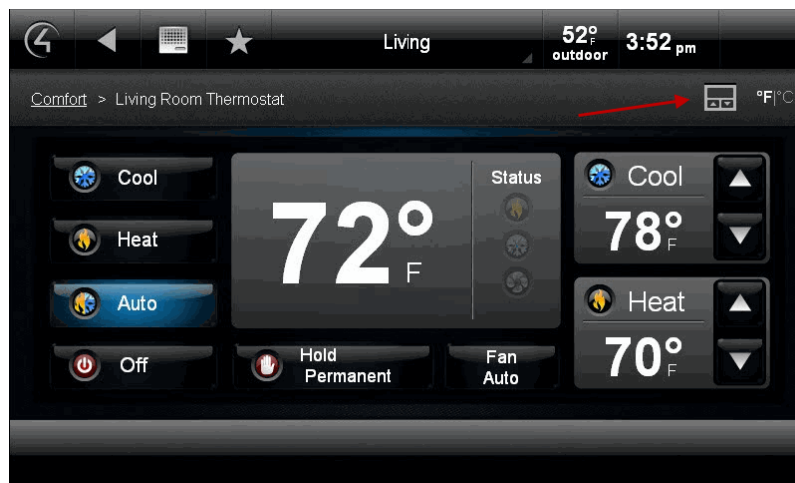 Living
52°F
outdoor
3:52 pm
Comfort > Living Room Thermostat
°F|°C
Cool
Heat
Auto
Off
72°F
Status
Hold
Permanent
Fan
Auto
Cool
78°F
Heat
70°F